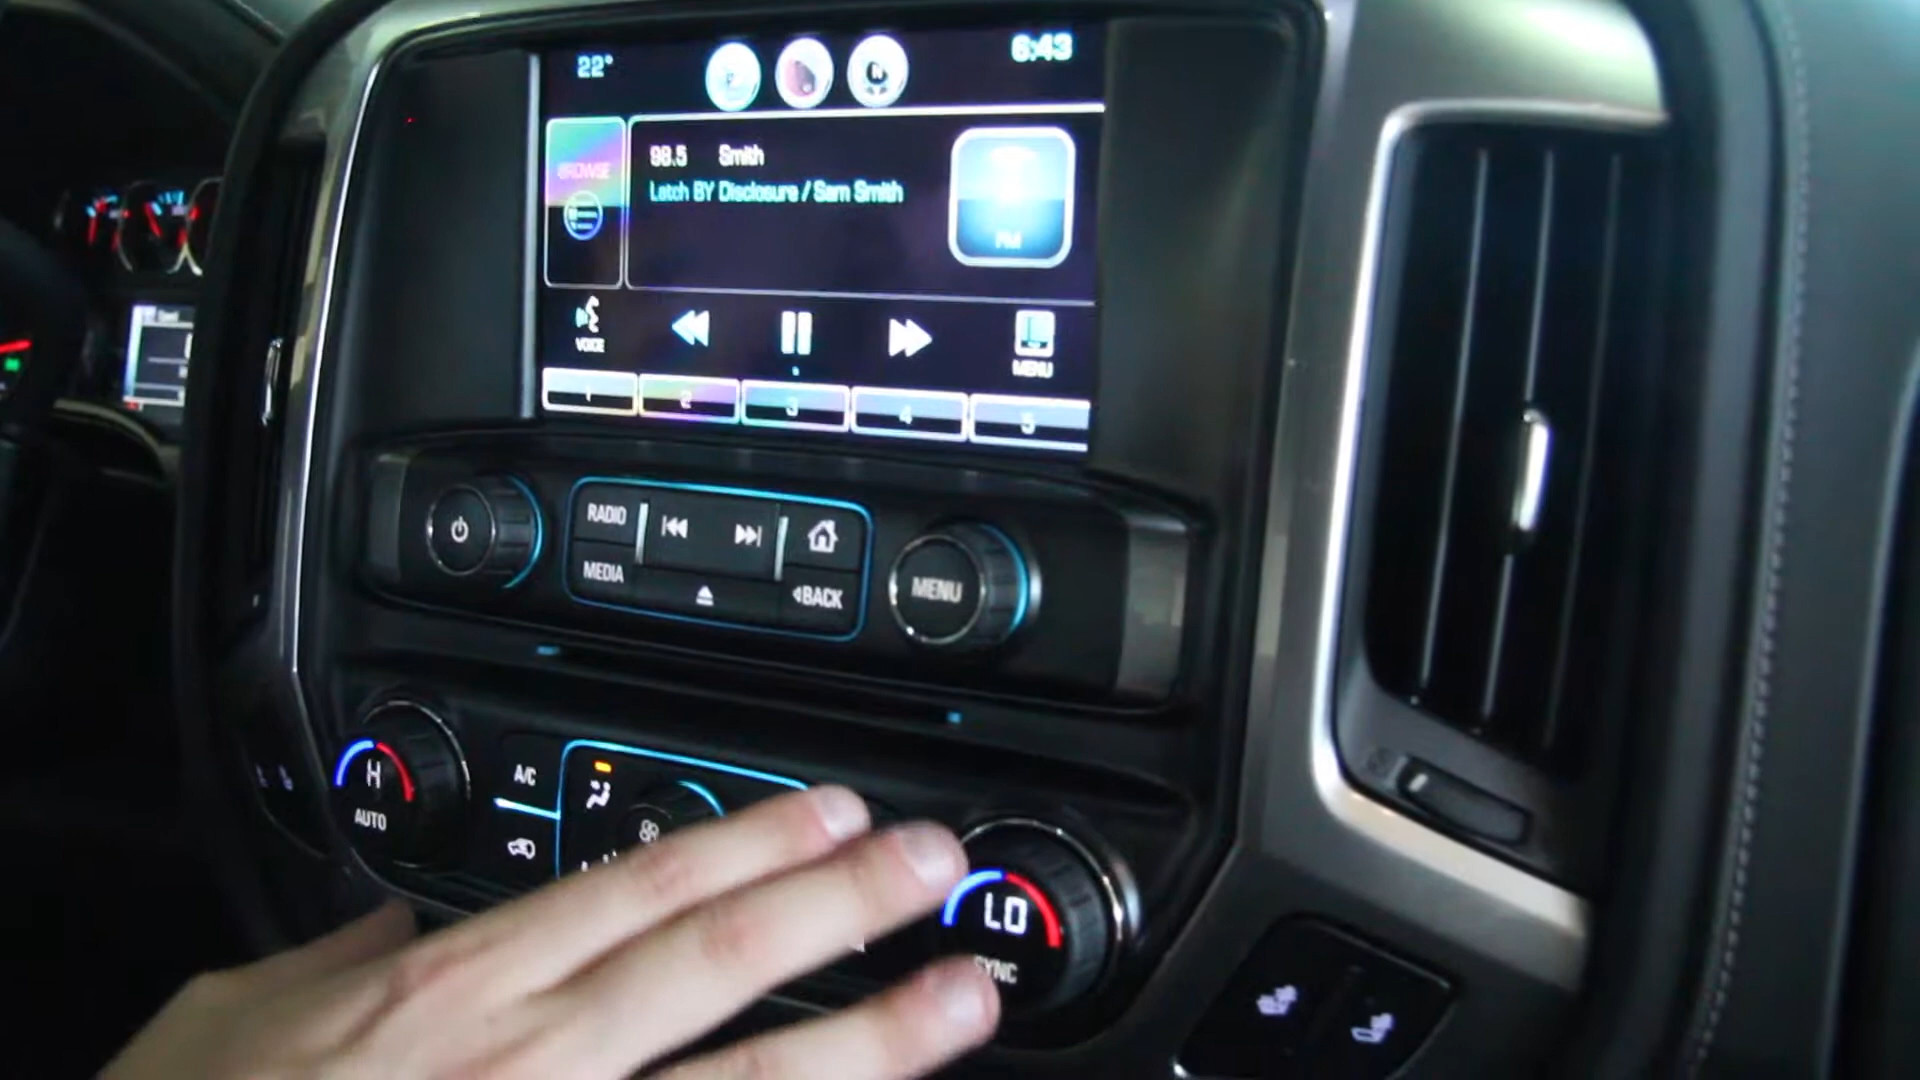 22° 6:43
BROWSE
98.5 Smith
Latch BY Disclosure / Sam Smith
FM
VOICE
MENU
1 2 3 4 5
RADIO
MEDIA
BACK
MENU
A/C
AUTO
LO
SYNC